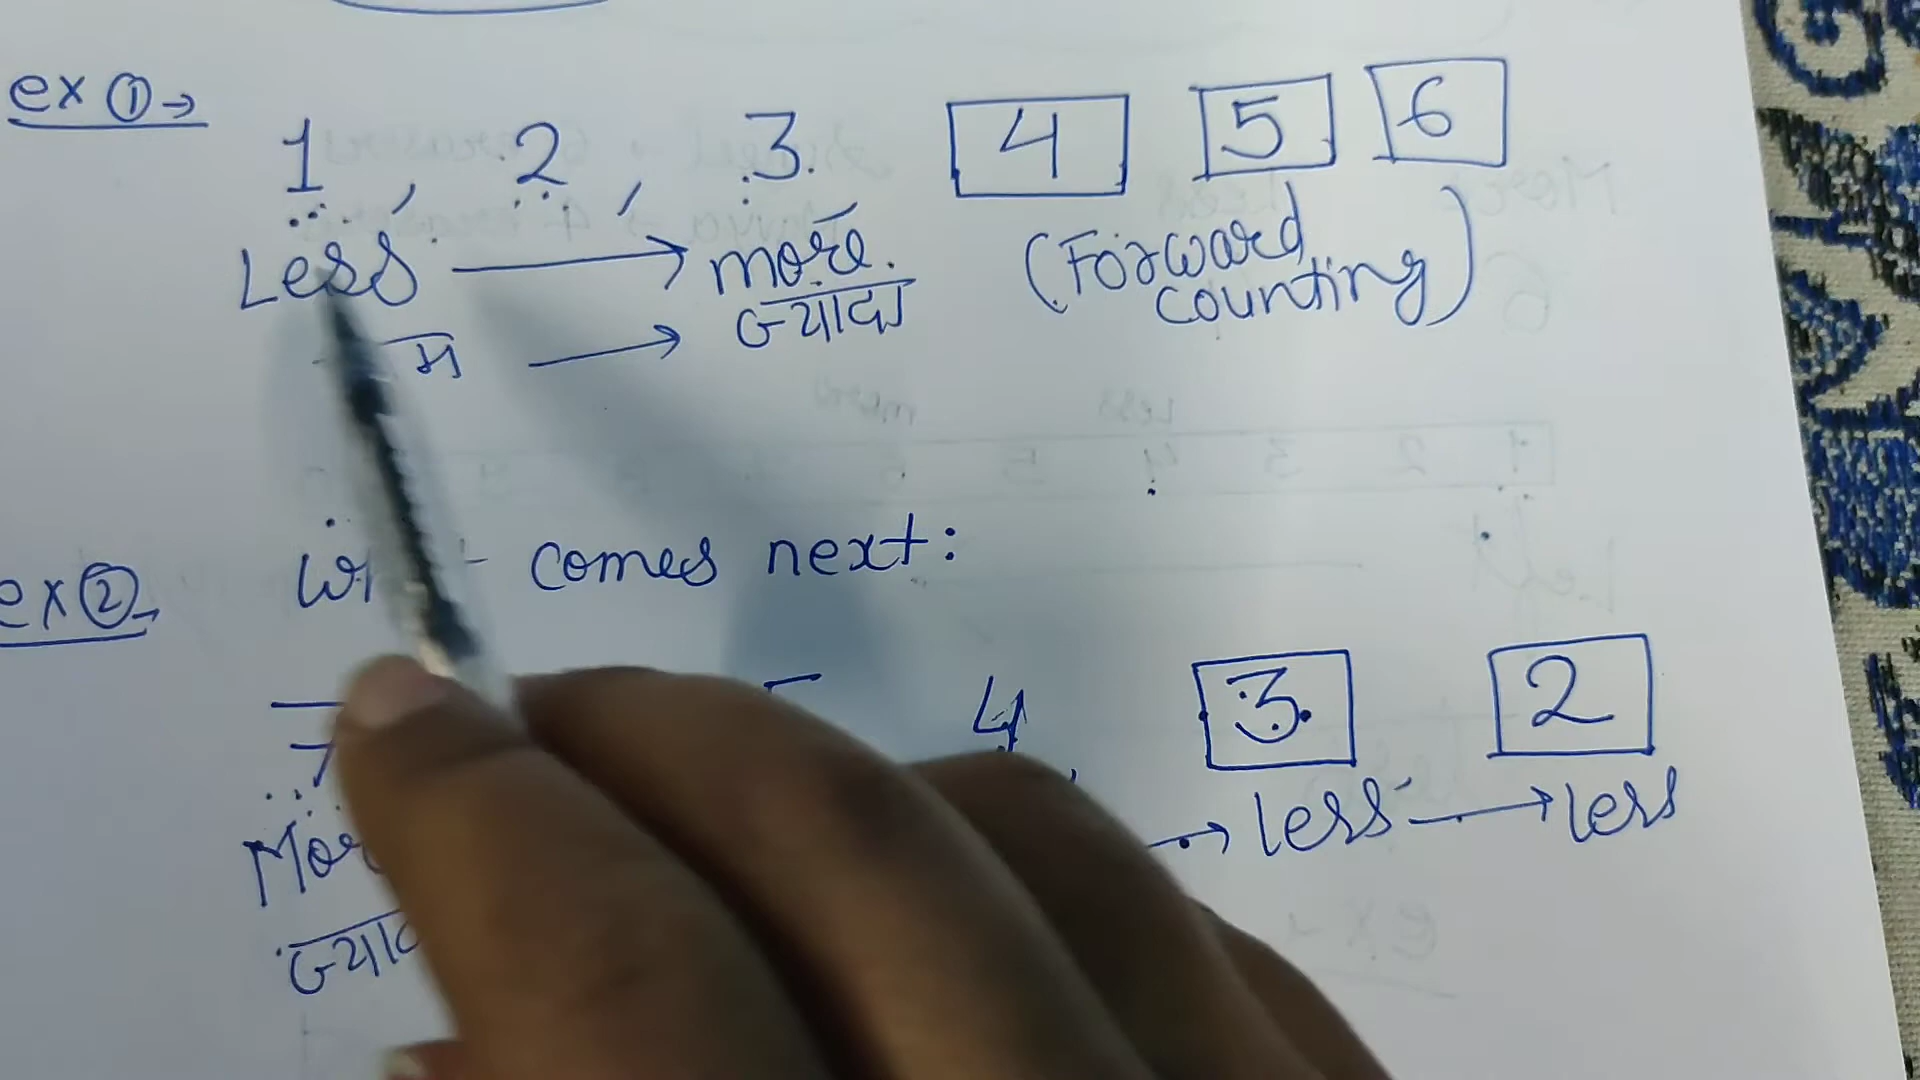 ex ① →
1 , 2 , 3 4 5 6
Less → more.
→ ज्यादा
(Forward
counting)
ex ②
comes next:
7 4 3 2
→ less → less